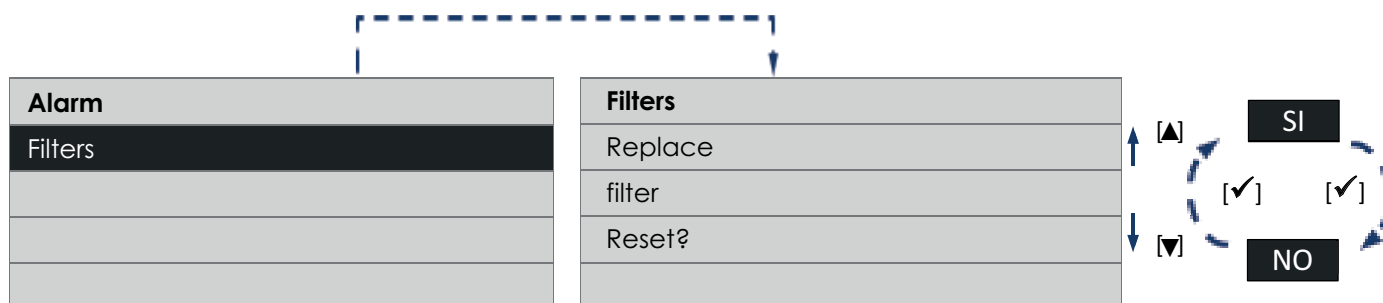 Alarm
Filters
Filters
Replace
filter
Reset?
[▲]
[▼]
SI
[✓] [✓]
NO